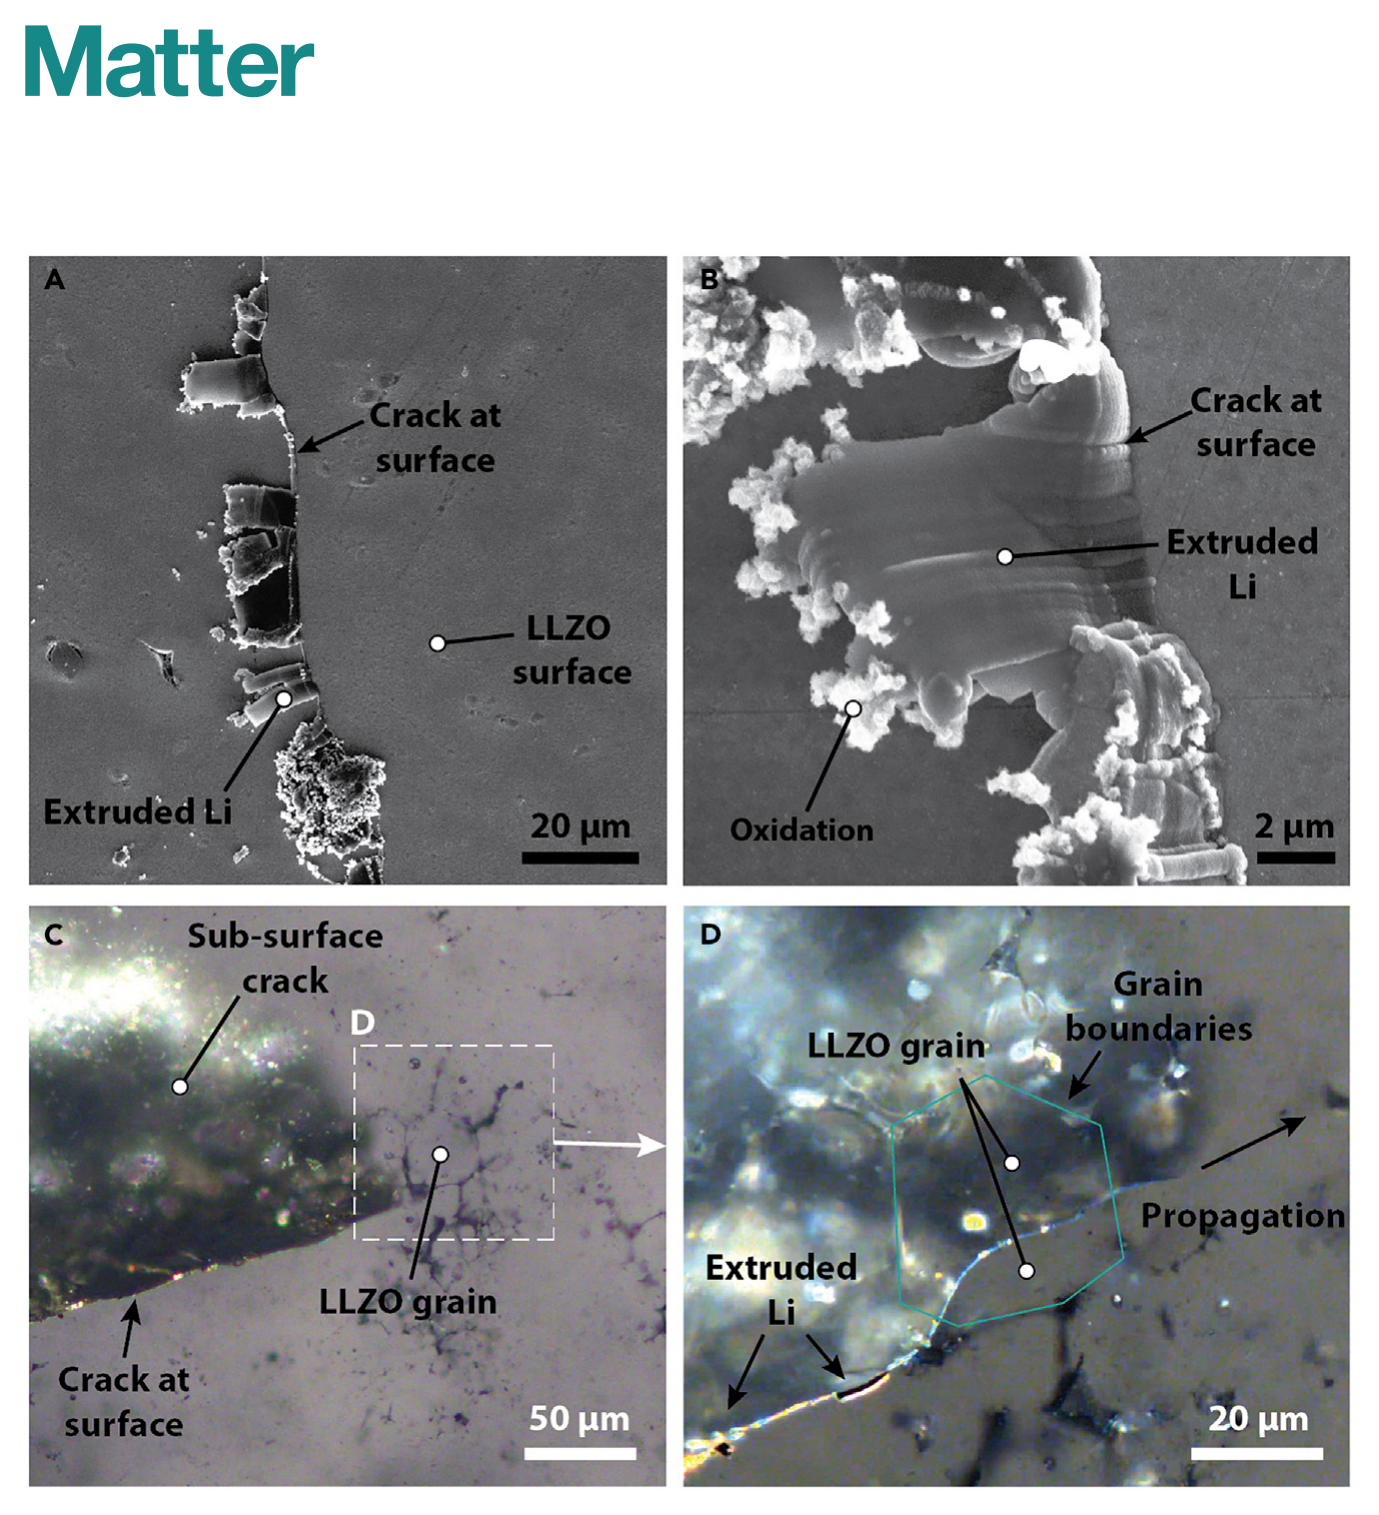 Matter
A
Crack at
surface
LLZO
surface
Extruded Li
20 µm
B
Crack at
surface
Extruded
Li
Oxidation
2 µm
C
Sub-surface
crack
D
LLZO grain
Crack at
surface
50 µm
D
Grain
boundaries
LLZO grain
Propagation
Extruded
Li
20 µm